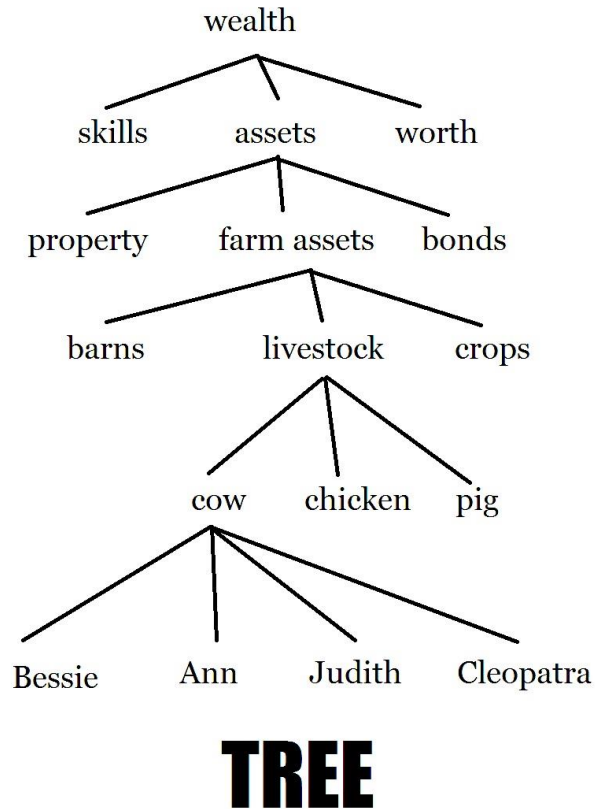 wealth
skills assets worth
property farm assets bonds
barns livestock crops
cow chicken pig
Bessie Ann Judith Cleopatra
TREE